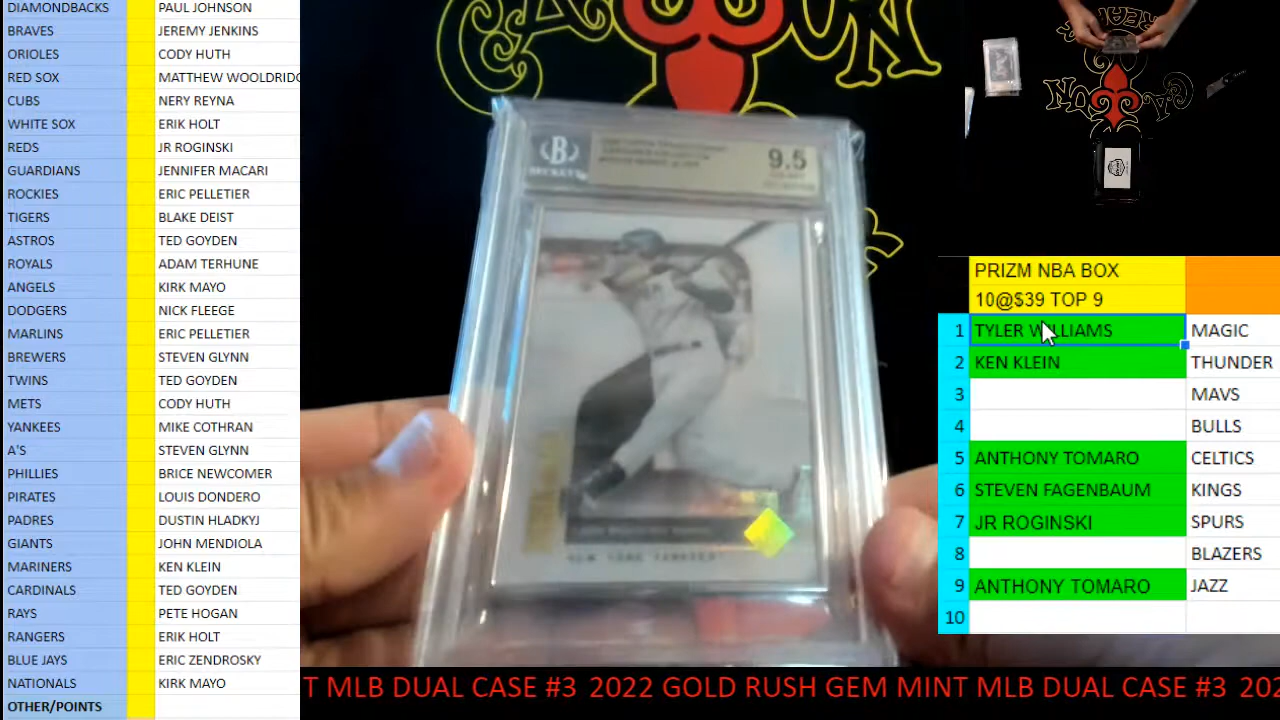 DIAMONDBACKS PAUL JOHNSON
BRAVES JEREMY JENKINS
ORIOLES CODY HUTH
RED SOX MATTHEW WOOLDRIDG
CUBS NERY REYNA
WHITE SOX ERIK HOLT
REDS JR ROGINSKI
GUARDIANS JENNIFER MACARI
ROCKIES ERIC PELLETIER
TIGERS BLAKE DEIST
ASTROS TED GOYDEN
ROYALS ADAM TERHUNE
ANGELS KIRK MAYO
DODGERS NICK FLEEGE
MARLINS ERIC PELLETIER
BREWERS STEVEN GLYNN
TWINS TED GOYDEN
METS CODY HUTH
YANKEES MIKE COTHRAN
A'S STEVEN GLYNN
PHILLIES BRICE NEWCOMER
PIRATES LOUIS DONDERO
PADRES DUSTIN HLADKYJ
GIANTS JOHN MENDIOLA
MARINERS KEN KLEIN
CARDINALS TED GOYDEN
RAYS PETE HOGAN
RANGERS ERIK HOLT
BLUE JAYS ERIC ZENDROSKY
NATIONALS KIRK MAYO
OTHER/POINTS
B
9.5
NEW YORK YANKEES
PRIZM NBA BOX
10@$39 TOP 9
1 TYLER WILLIAMS MAGIC
2 KEN KLEIN THUNDER
3 MAVS
4 BULLS
5 ANTHONY TOMARO CELTICS
6 STEVEN FAGENBAUM KINGS
7 JR ROGINSKI SPURS
8 BLAZERS
9 ANTHONY TOMARO JAZZ
10
T MLB DUAL CASE #3 2022 GOLD RUSH GEM MINT MLB DUAL CASE #3 202